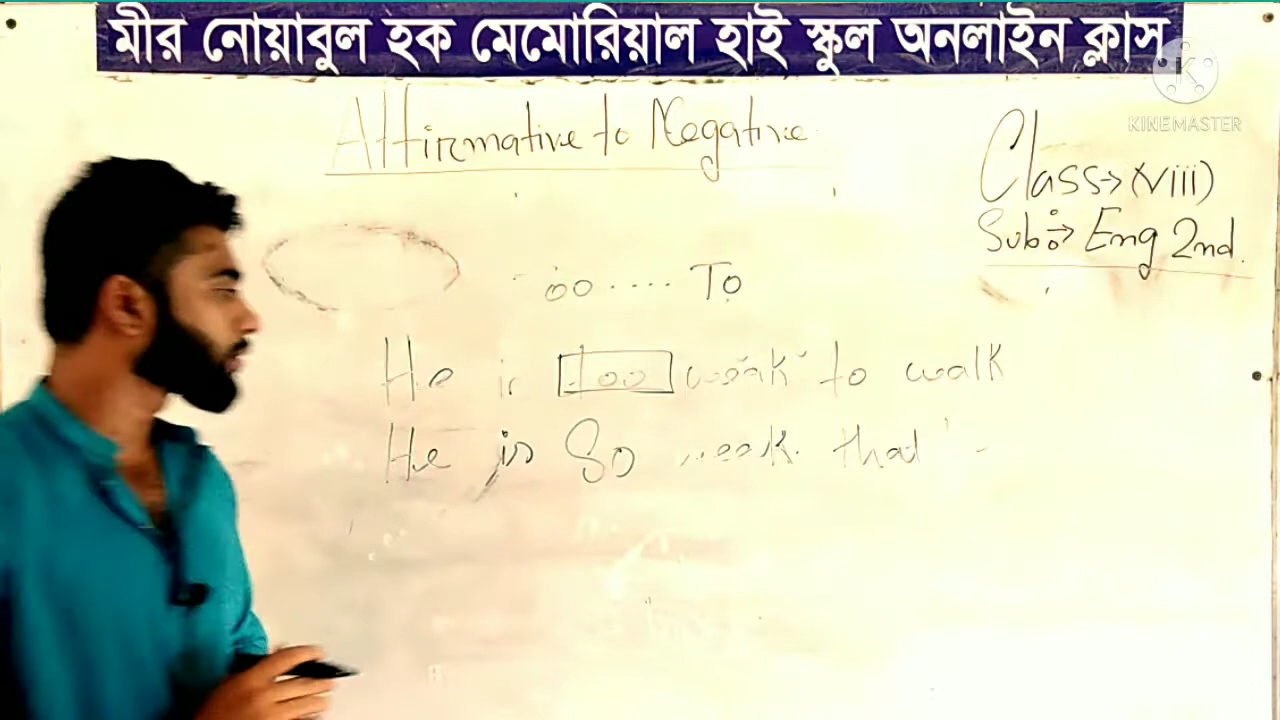 মীর নোয়াবুল হক মেমোরিয়াল হাই স্কুল অনলাইন ক্লাস
KINEMASTER
Affirmative to Negative
Class→(viii)
Sub:→ Eng 2nd.
oo .... To
He is too weak to walk
He is So weak that